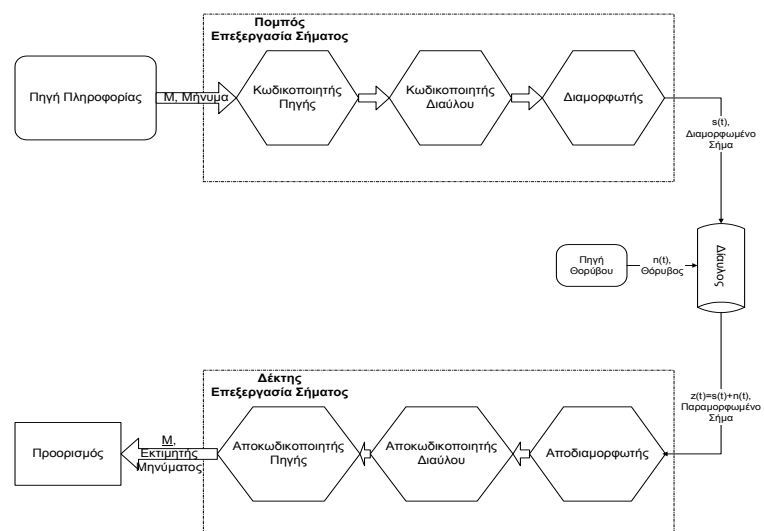 Πομπός
Επεξεργασία Σήματος
Πηγή Πληροφορίας
Μ, Μήνυμα
Κωδικοποιητής
Πηγής
Κωδικοποιητής
Διαύλου
Διαμορφωτής
s(t),
Διαμορφωμένο
Σήμα
Πηγή
Θορύβου
n(t),
Θόρυβος
Δίαυλος
z(t)=s(t)+n(t),
Παραμορφωμένο
Σήμα
Δέκτης
Επεξεργασία Σήματος
Προορισμός
Μ,
Εκτιμητής
Μηνύματος
Αποκωδικοποιητής
Πηγής
Αποκωδικοποιητής
Διαύλου
Αποδιαμορφωτής